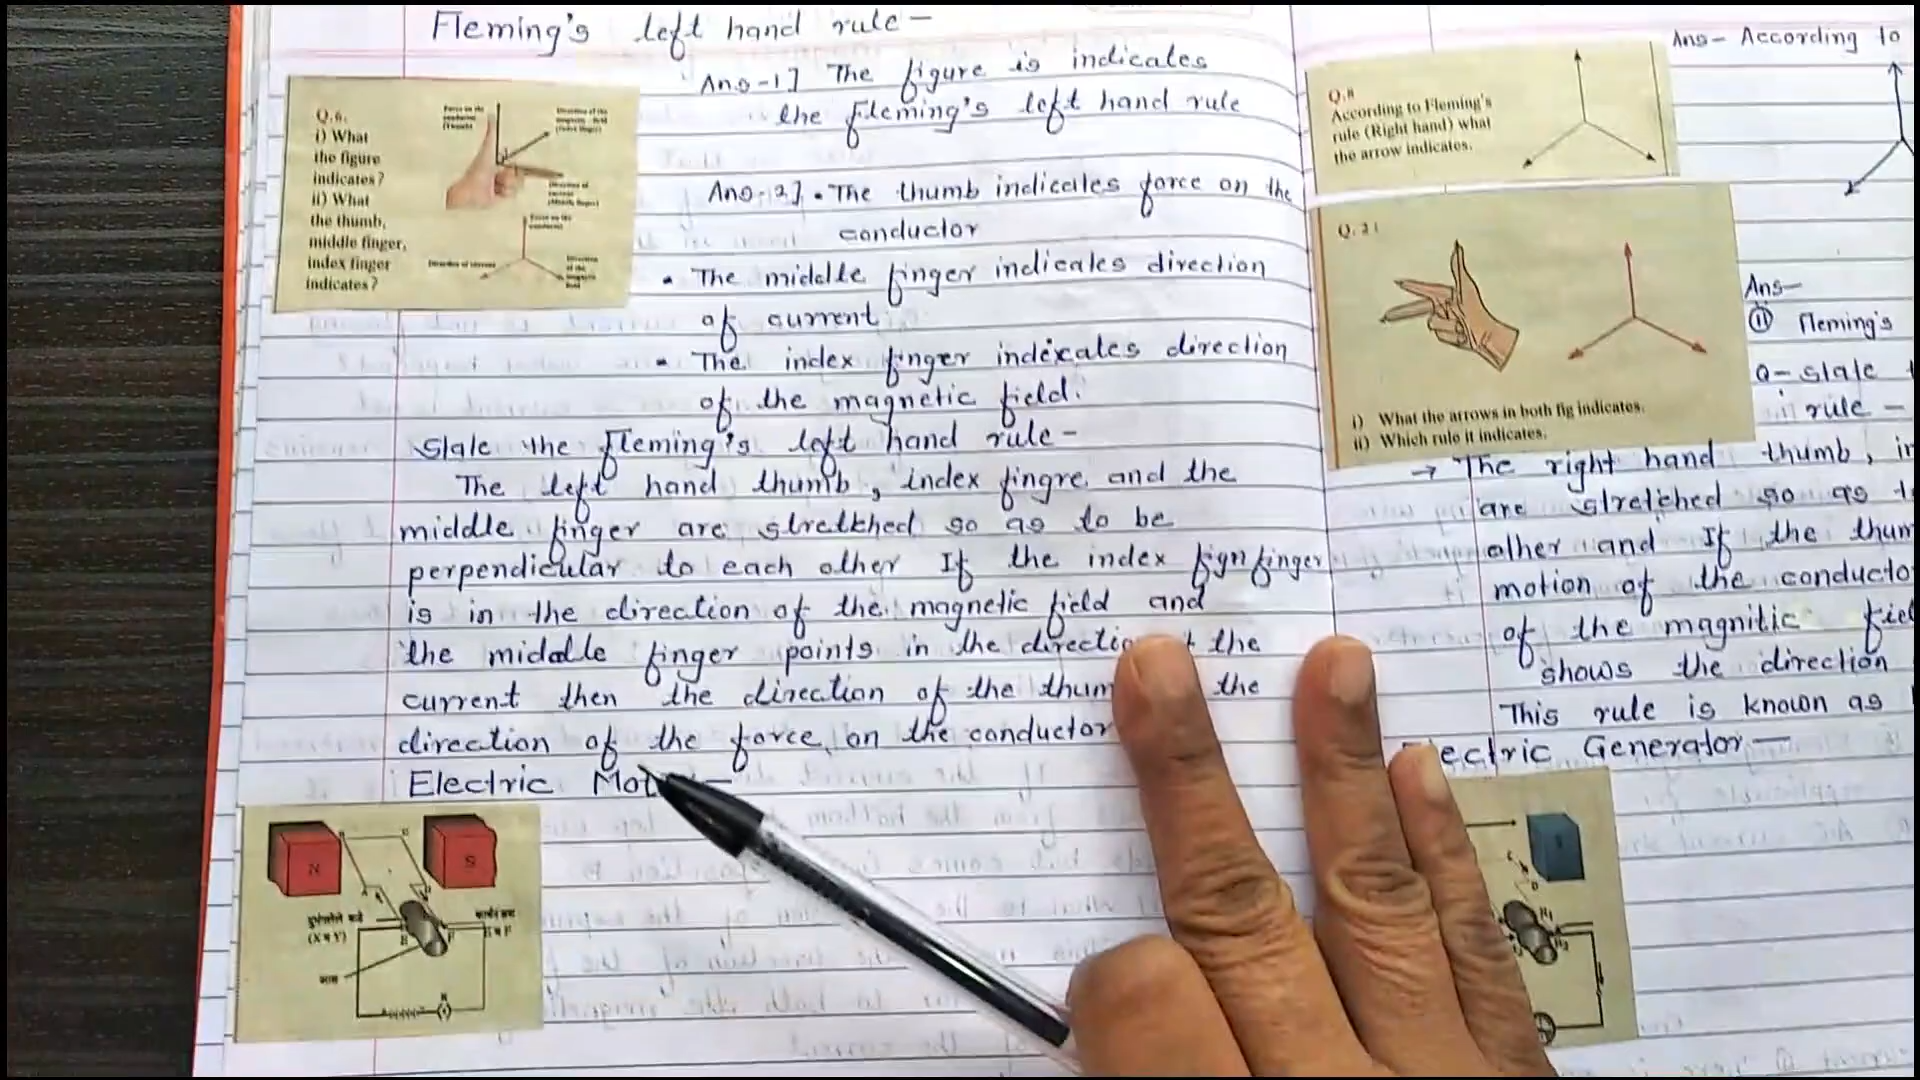 Fleming's left hand rule-
Q.6.
i) What
the figure
indicates?
ii) What
the thumb,
middle finger,
index finger
indicates?
Ans-1] The figure is indicates
the Fleming's left hand rule
Ans-2]. The thumb indicates force on the
conductor
• The middle finger indicates direction
of current
• The index finger indicates direction
of the magnetic field.
State the Fleming's left hand rule-
The left hand thumb, index fingre and the
middle finger are stretched so as to be
perpendicular to each other If the index fign finger
is in the direction of the magnetic field and
the middle finger points in the direction the
current then the direction of the thum the
direction of the force on the conductor
Electric Mot
N
S
Q.8
According to Fleming's
rule (Right hand) what
the arrow indicates.
Ans- According to
Q. 21
i) What the arrows in both fig indicates.
ii) Which rule it indicates.
Ans-
(ii) Fleming's
Q- State
rule -
→ The right hand thumb,
are stretched so as
other and If the thum
motion of the conducto
of the magnitic fiel
shows the direction
This rule is known as
lectric Generator-